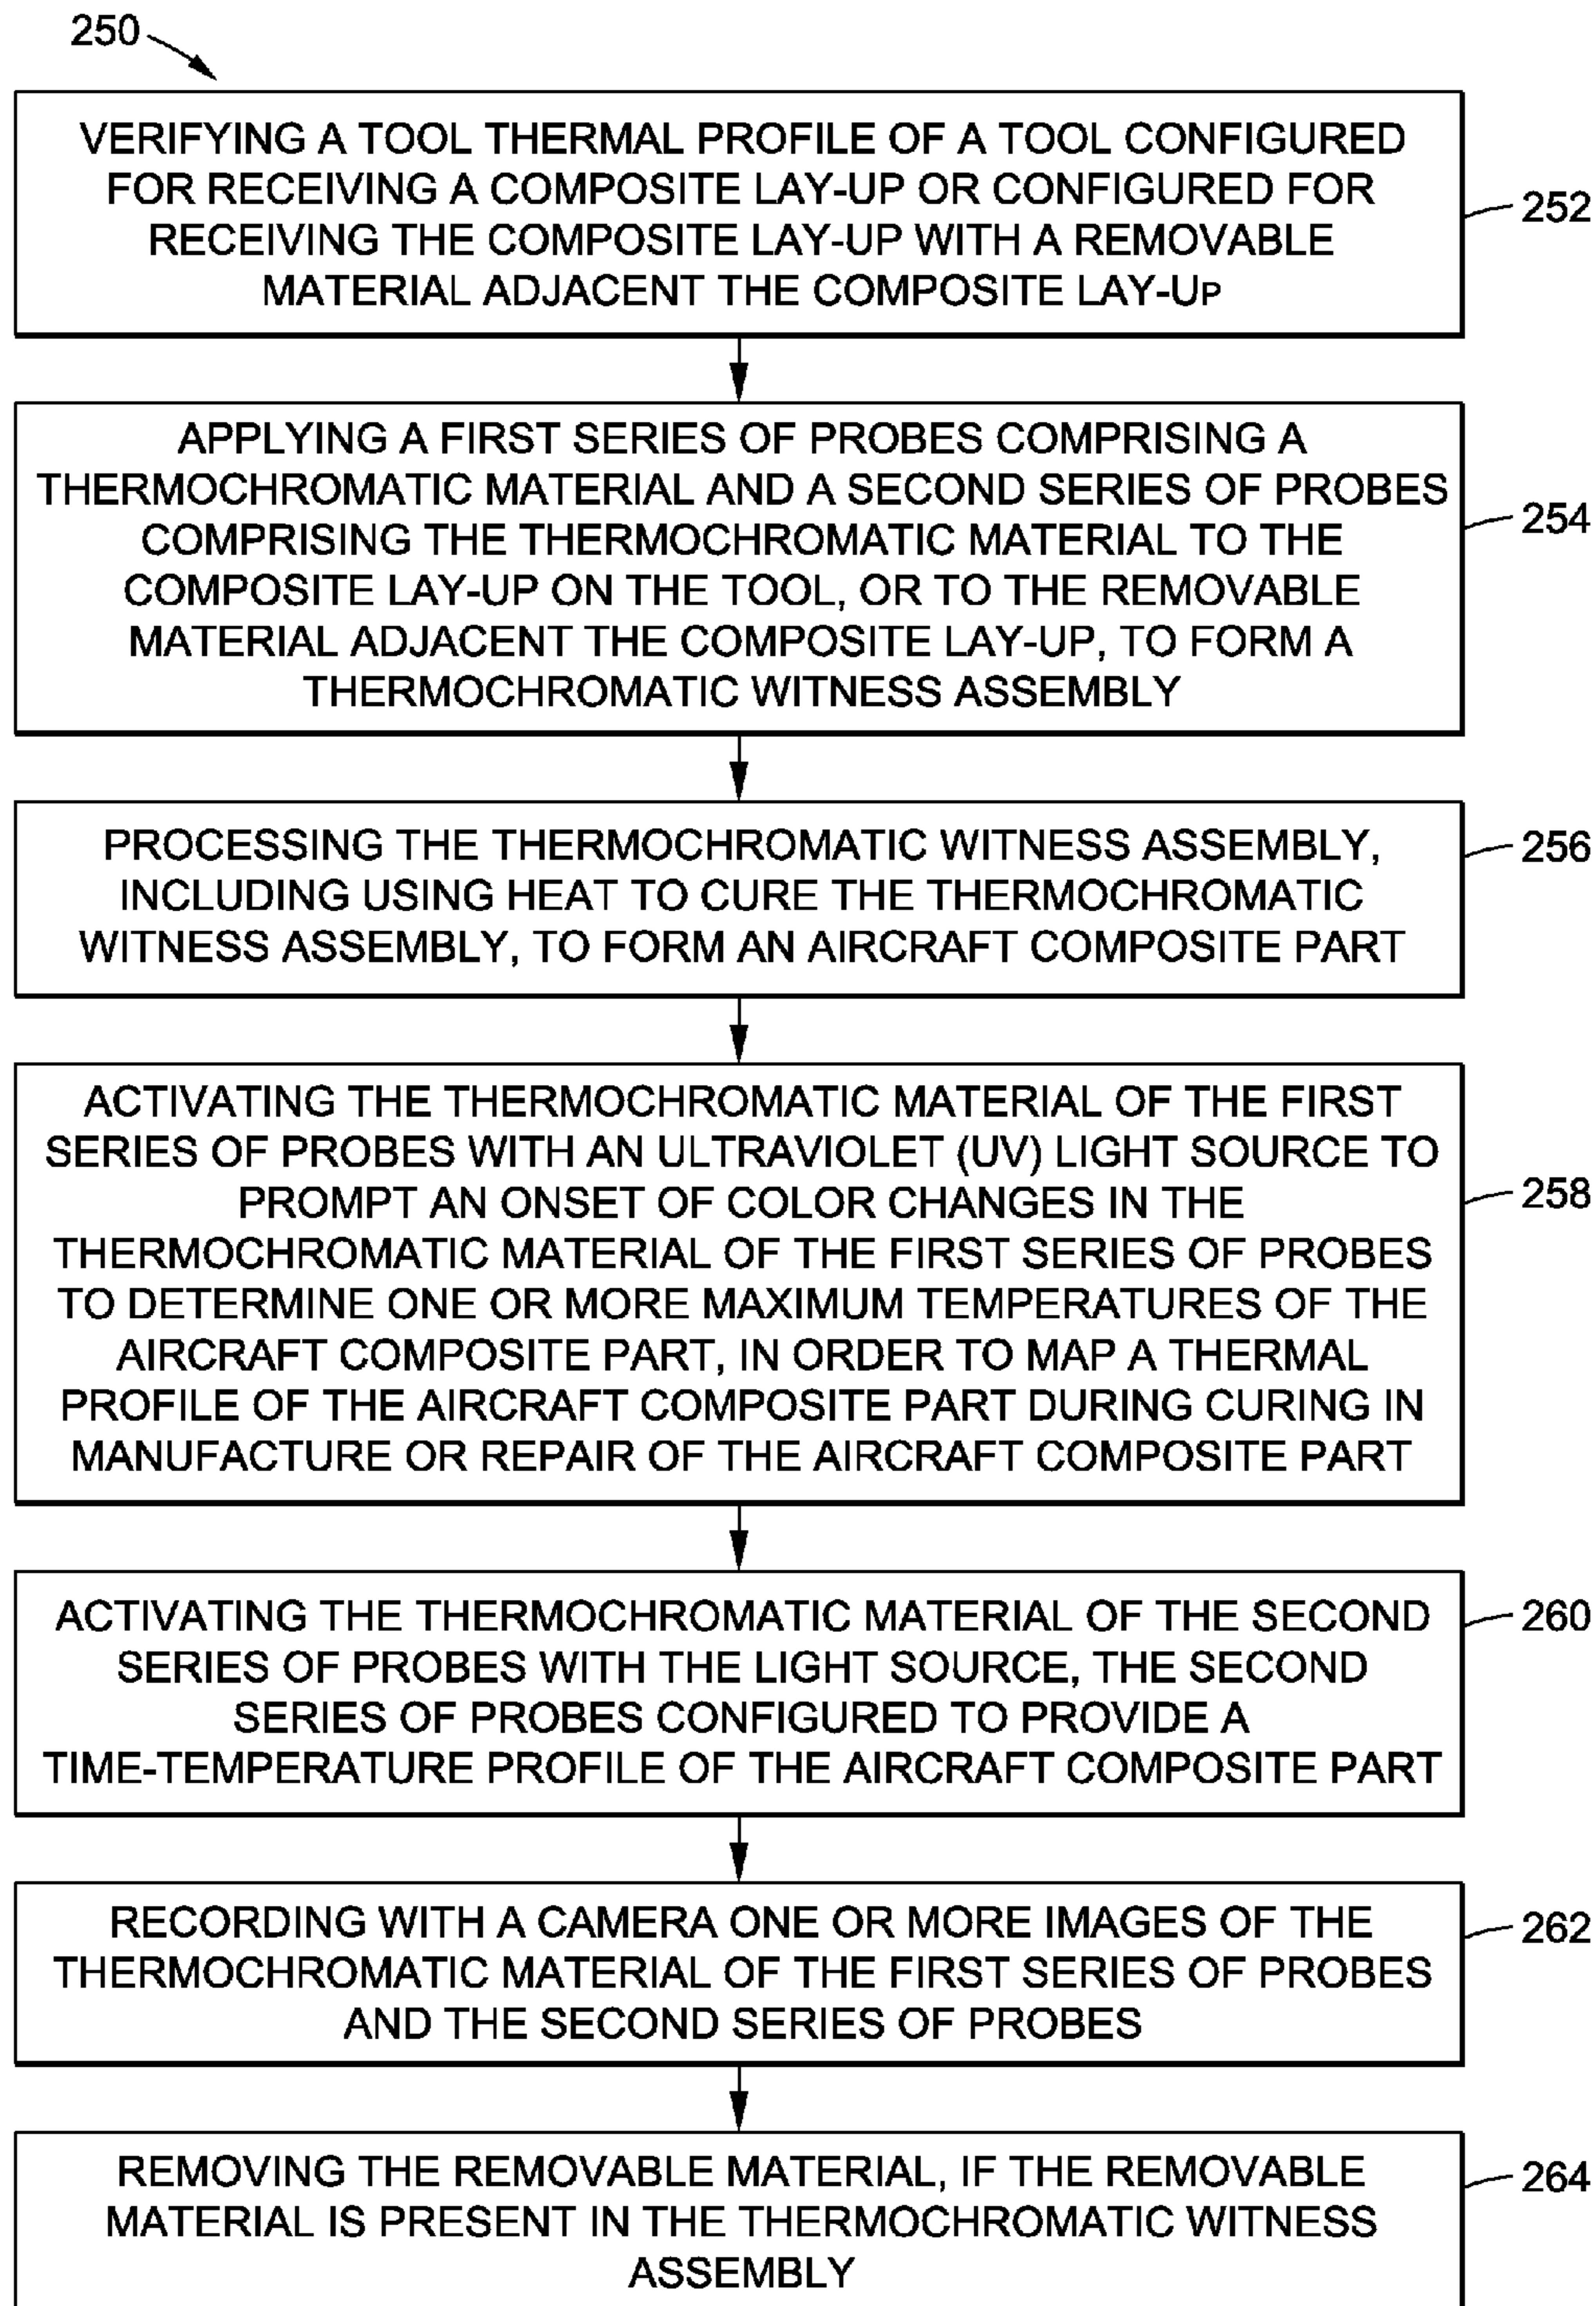 250
VERIFYING A TOOL THERMAL PROFILE OF A TOOL CONFIGURED
FOR RECEIVING A COMPOSITE LAY-UP OR CONFIGURED FOR
RECEIVING THE COMPOSITE LAY-UP WITH A REMOVABLE
MATERIAL ADJACENT THE COMPOSITE LAY-UP
252
APPLYING A FIRST SERIES OF PROBES COMPRISING A
THERMOCHROMATIC MATERIAL AND A SECOND SERIES OF PROBES
COMPRISING THE THERMOCHROMATIC MATERIAL TO THE
COMPOSITE LAY-UP ON THE TOOL, OR TO THE REMOVABLE
MATERIAL ADJACENT THE COMPOSITE LAY-UP, TO FORM A
THERMOCHROMATIC WITNESS ASSEMBLY
254
PROCESSING THE THERMOCHROMATIC WITNESS ASSEMBLY,
INCLUDING USING HEAT TO CURE THE THERMOCHROMATIC
WITNESS ASSEMBLY, TO FORM AN AIRCRAFT COMPOSITE PART
256
ACTIVATING THE THERMOCHROMATIC MATERIAL OF THE FIRST
SERIES OF PROBES WITH AN ULTRAVIOLET (UV) LIGHT SOURCE TO
PROMPT AN ONSET OF COLOR CHANGES IN THE
THERMOCHROMATIC MATERIAL OF THE FIRST SERIES OF PROBES
TO DETERMINE ONE OR MORE MAXIMUM TEMPERATURES OF THE
AIRCRAFT COMPOSITE PART, IN ORDER TO MAP A THERMAL
PROFILE OF THE AIRCRAFT COMPOSITE PART DURING CURING IN
MANUFACTURE OR REPAIR OF THE AIRCRAFT COMPOSITE PART
258
ACTIVATING THE THERMOCHROMATIC MATERIAL OF THE SECOND
SERIES OF PROBES WITH THE LIGHT SOURCE, THE SECOND
SERIES OF PROBES CONFIGURED TO PROVIDE A
TIME-TEMPERATURE PROFILE OF THE AIRCRAFT COMPOSITE PART
260
RECORDING WITH A CAMERA ONE OR MORE IMAGES OF THE
THERMOCHROMATIC MATERIAL OF THE FIRST SERIES OF PROBES
AND THE SECOND SERIES OF PROBES
262
REMOVING THE REMOVABLE MATERIAL, IF THE REMOVABLE
MATERIAL IS PRESENT IN THE THERMOCHROMATIC WITNESS
ASSEMBLY
264